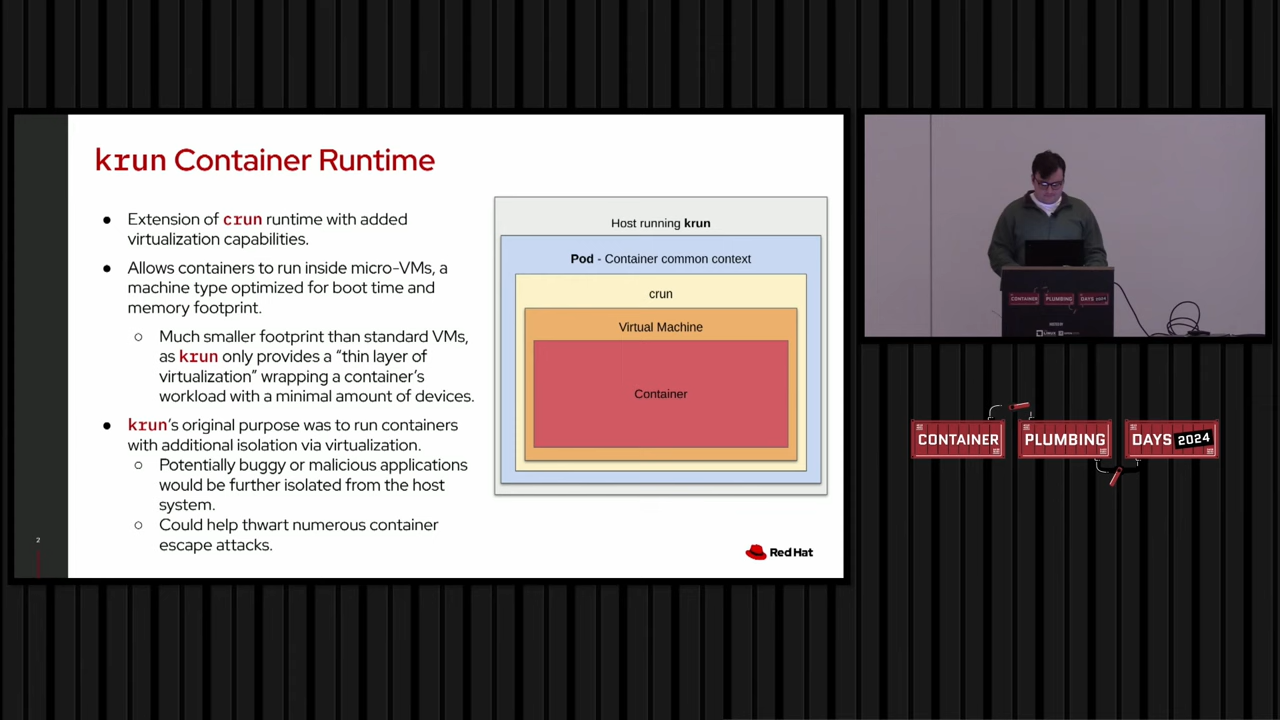 krun Container Runtime
● Extension of crun runtime with added
virtualization capabilities.
● Allows containers to run inside micro-VMs, a
machine type optimized for boot time and
memory footprint.
○ Much smaller footprint than standard VMs,
as krun only provides a “thin layer of
virtualization” wrapping a container’s
workload with a minimal amount of devices.
● krun’s original purpose was to run containers
with additional isolation via virtualization.
○ Potentially buggy or malicious applications
would be further isolated from the host
system.
○ Could help thwart numerous container
escape attacks.
2
Host running krun
Pod - Container common context
crun
Virtual Machine
Container
Red Hat
CONTAINER PLUMBING DAYS 2024
CONTAINER PLUMBING DAYS 2024